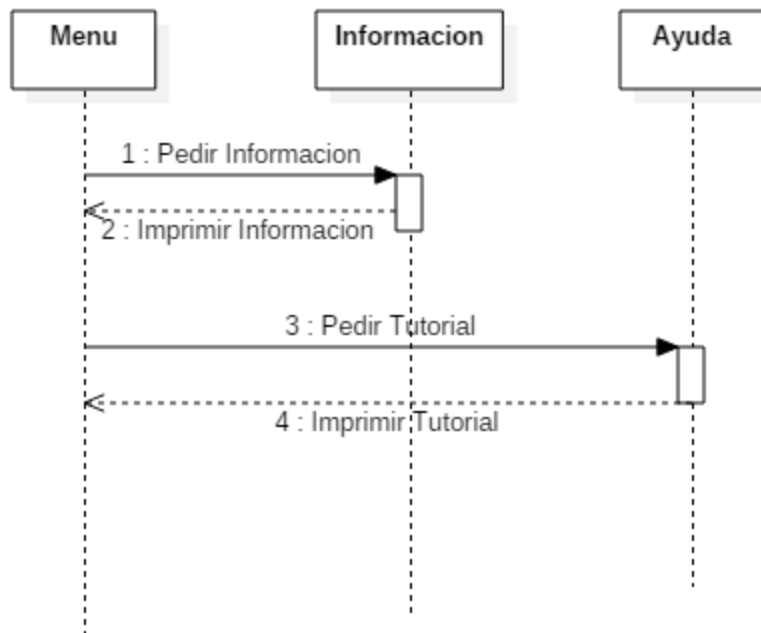 Menu
Informacion
Ayuda
1 : Pedir Informacion
2 : Imprimir Informacion
3 : Pedir Tutorial
4 : Imprimir Tutorial